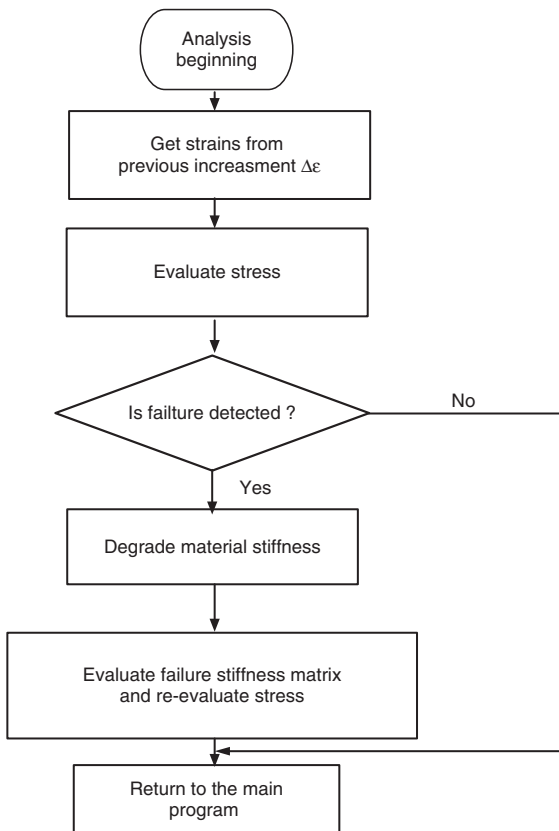 Analysis
beginning
Get strains from
previous increasment Δε
Evaluate stress
Is failture detected ?
No
Yes
Degrade material stiffness
Evaluate failure stiffness matrix
and re-evaluate stress
Return to the main
program